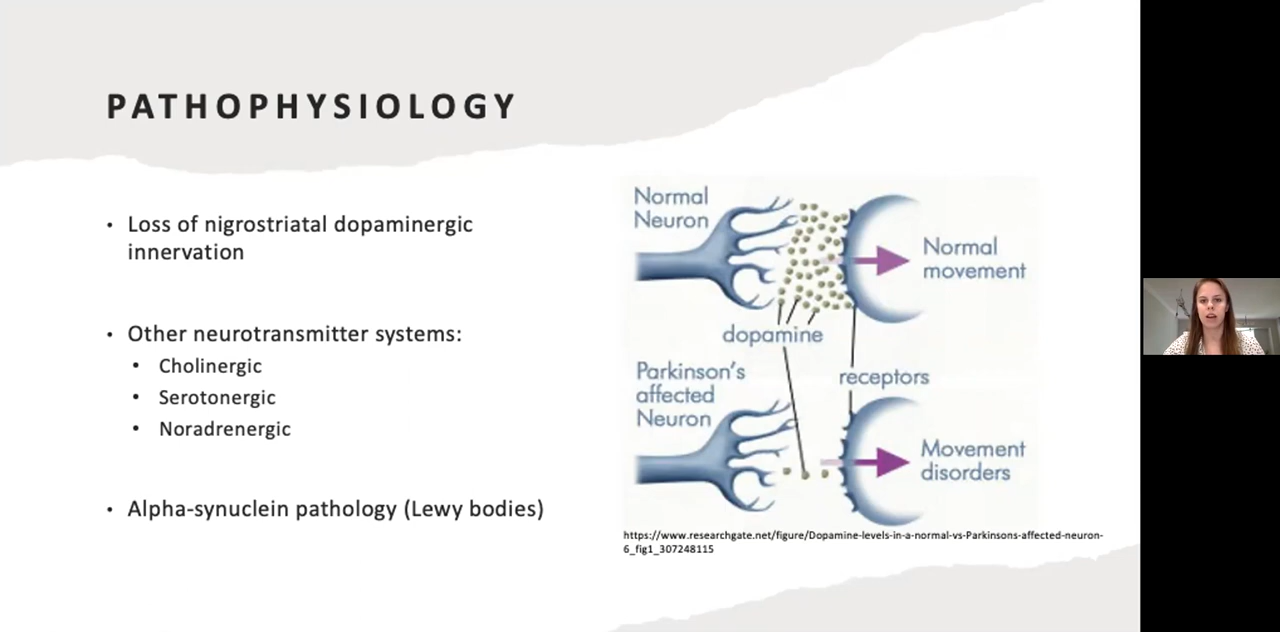 PATHOPHYSIOLOGY
• Loss of nigrostriatal dopaminergic
innervation
• Other neurotransmitter systems:
• Cholinergic
• Serotonergic
• Noradrenergic
• Alpha-synuclein pathology (Lewy bodies)
Normal
Neuron
Normal
movement
dopamine
Parkinson's
affected
Neuron
receptors
Movement
disorders
https://www.researchgate.net/figure/Dopamine-levels-in-a-normal-vs-Parkinsons-affected-neuron-
6_fig1_307248115